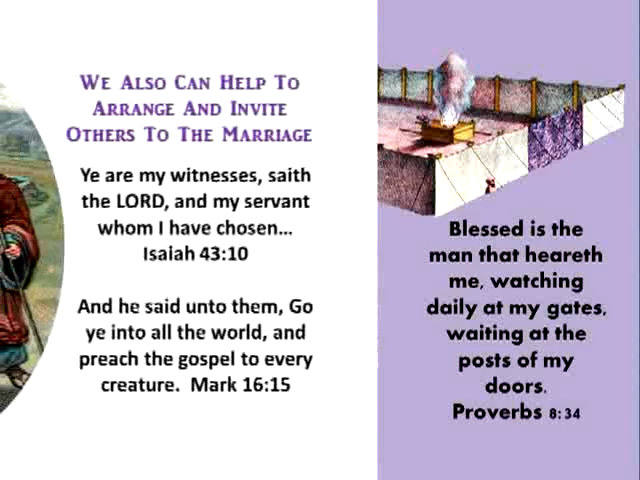 We Also Can Help To
Arrange And Invite
Others To The Marriage
Ye are my witnesses, saith
the LORD, and my servant
whom I have chosen...
Isaiah 43:10
And he said unto them, Go
ye into all the world, and
preach the gospel to every
creature.  Mark 16:15
Blessed is the
man that heareth
me, watching
daily at my gates,
waiting at the
posts of my
doors.
Proverbs 8:34